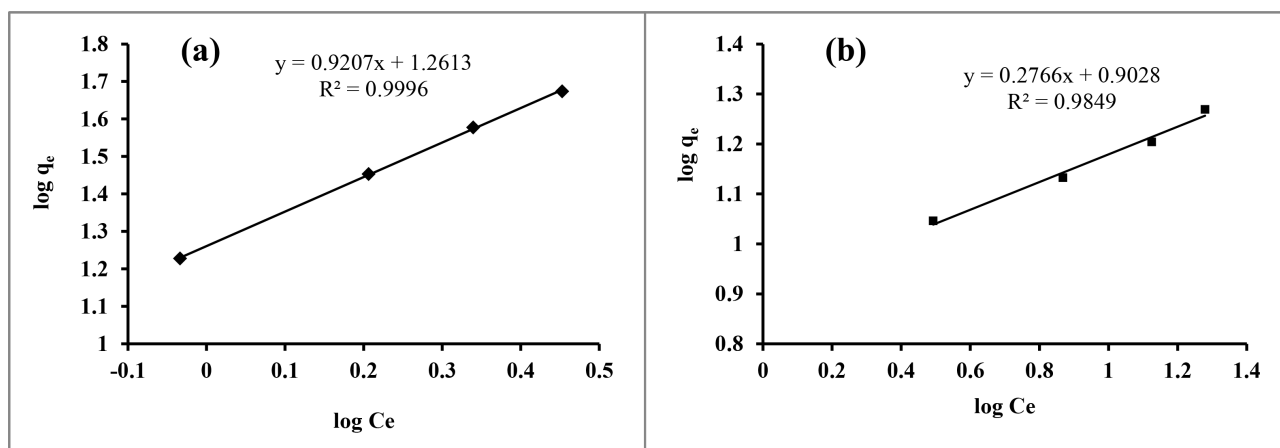 (a)
y = 0.9207x + 1.2613
R² = 0.9996
log qₑ
1.8
1.7
1.6
1.5
1.4
1.3
1.2
1.1
1
-0.1 0 0.1 0.2 0.3 0.4 0.5
log Ce
(b)
y = 0.2766x + 0.9028
R² = 0.9849
log qₑ
1.4
1.3
1.2
1.1
1
0.9
0.8
0 0.2 0.4 0.6 0.8 1 1.2 1.4
log Ce